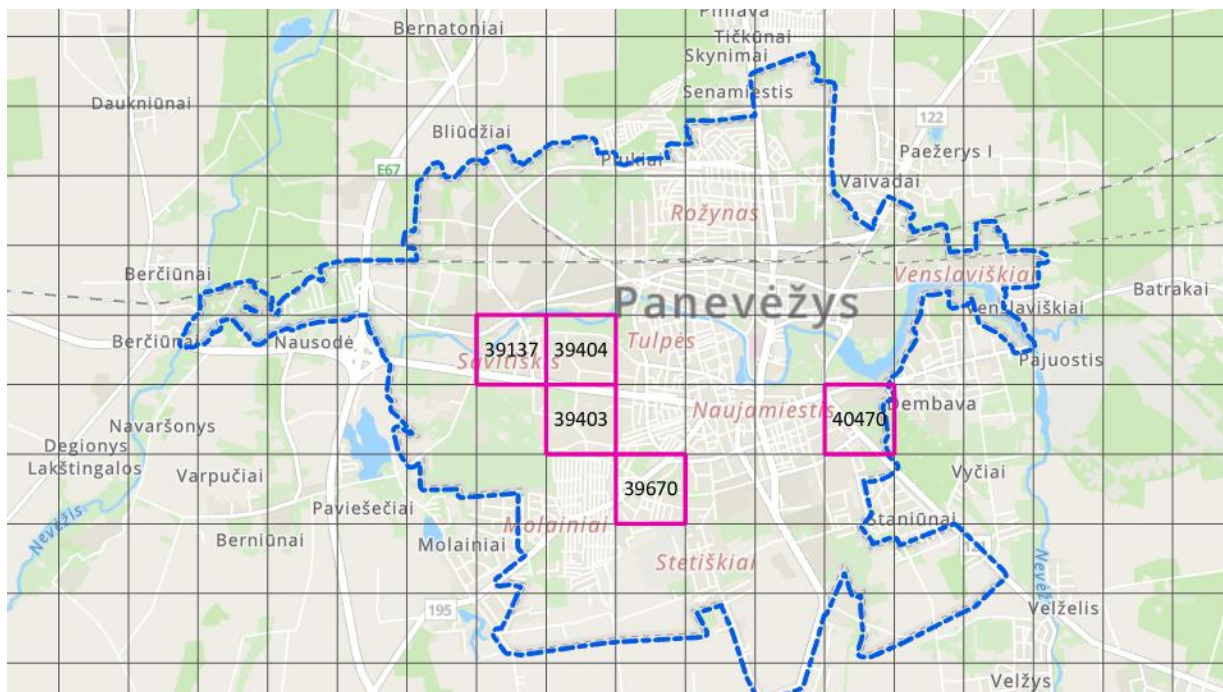 Piniava
Bernatoniai
Tičkūnai
Skynimai
Senamiestis
Daukniūnai
122
Bliūdžiai
Paežerys I
Piukiai
E67
Vaivadai
Rožynas
Berčiūnai
Venslaviškiai
Panevėžys
Batrakai
Venslaviškiai
Berčiūnai
Nausodė
39137
39404
Tulpės
Savitiškis
Pajuostis
Naujamiestis
Dembava
39403
40470
Navaršonys
Degionys
Lakštingalos
Varpučiai
Vyčiai
39670
Paviešečiai
Staniūnai
Molainiai
Berniūnai
Molainiai
Nevėžis
Stetiškiai
Nevėž
195
Velželis
Velžys